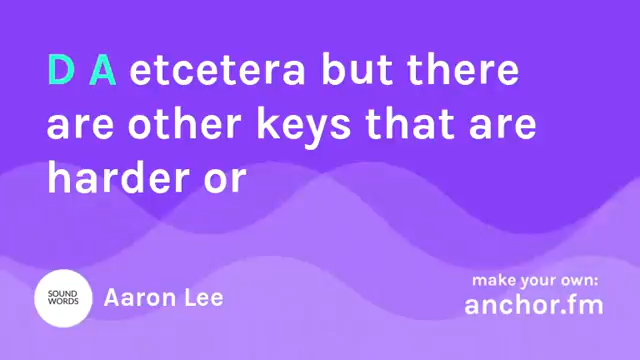 D A etcetera but there
are other keys that are
harder or
SOUND
WORDS
Aaron Lee
make your own:
anchor.fm